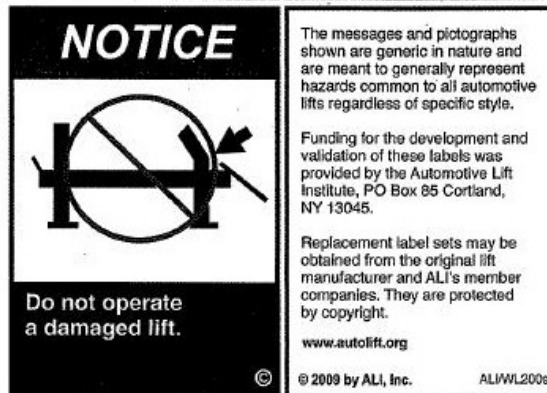 NOTICE
Do not operate
a damaged lift.
©
The messages and pictographs
shown are generic in nature and
are meant to generally represent
hazards common to all automotive
lifts regardless of specific style.
Funding for the development and
validation of these labels was
provided by the Automotive Lift
Institute, PO Box 85 Cortland,
NY 13045.
Replacement label sets may be
obtained from the original lift
manufacturer and ALI's member
companies. They are protected
by copyright.
www.autolift.org
© 2009 by ALI, Inc. ALI/WL200s